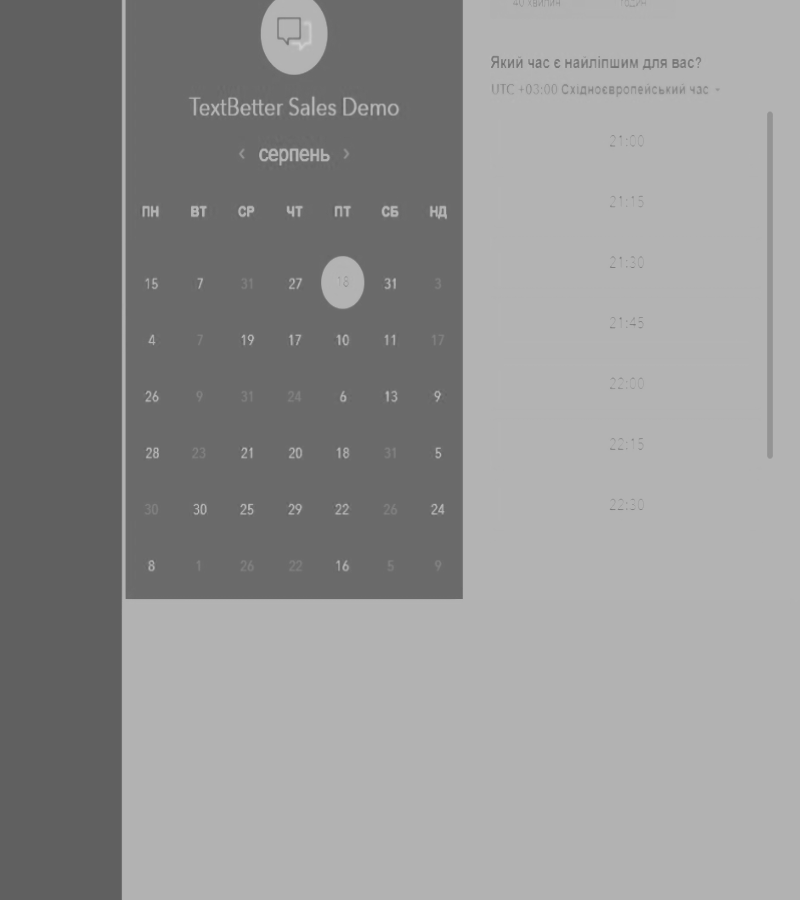 TextBetter Sales Demo
‹ серпень ›
ПН ВТ СР ЧТ ПТ СБ НД
15 7 31 27 18 31 3
4 7 19 17 10 11 17
26 9 31 24 6 13 9
28 23 21 20 18 31 5
30 30 25 29 22 26 24
8 1 26 22 16 5 9
40 хвилин годин
Який час є найліпшим для вас?
UTC +03:00 Східноєвропейський час
21:00
21:15
21:30
21:45
22:00
22:15
22:30